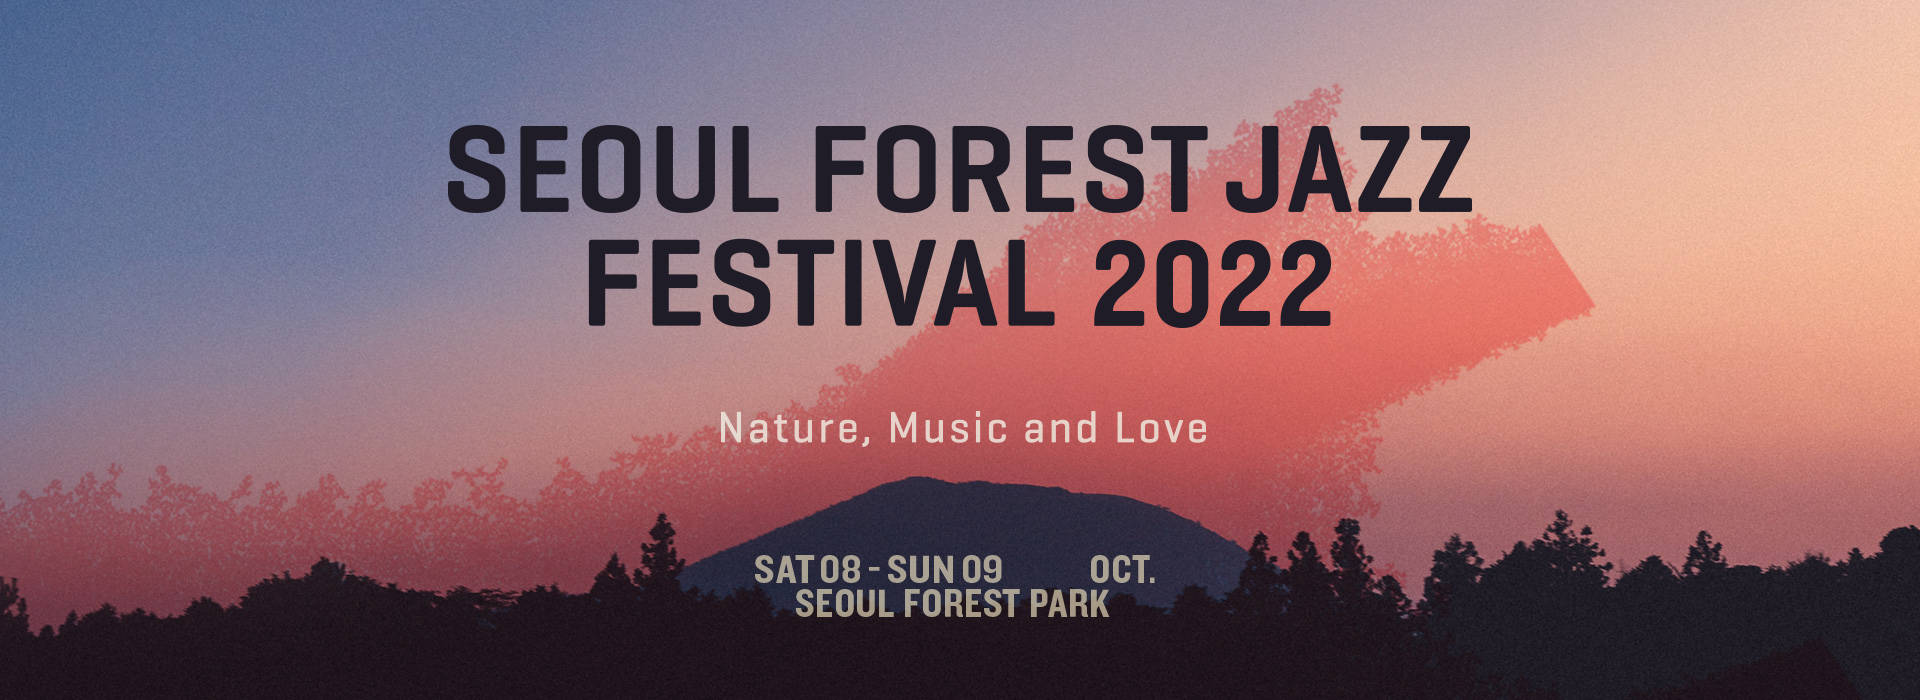 SEOUL FOREST JAZZ
FESTIVAL 2022
Nature, Music and Love
SAT 08 - SUN 09 OCT.
SEOUL FOREST PARK